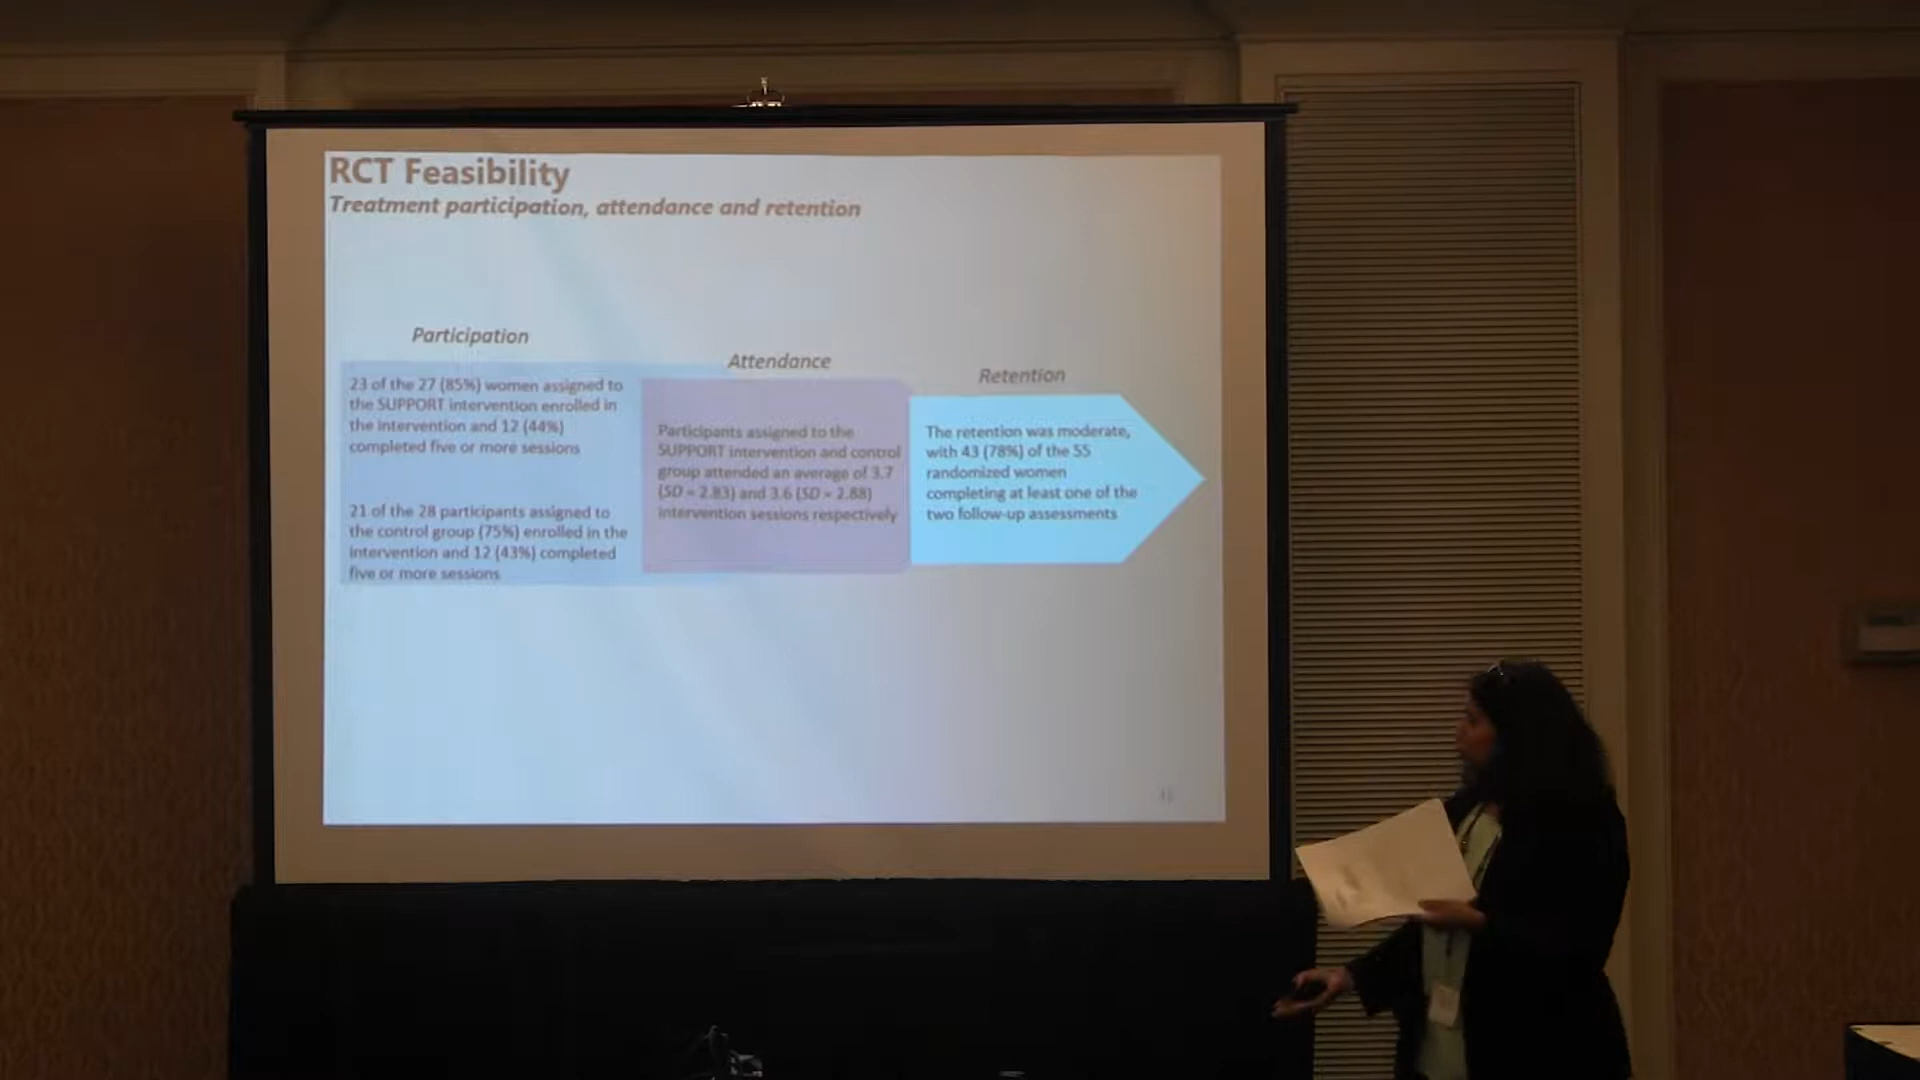 RCT Feasibility
Treatment participation, attendance and retention
Participation
23 of the 27 (85%) women assigned to
the SUPPORT intervention enrolled in
the intervention and 12 (44%)
completed five or more sessions
21 of the 28 participants assigned to
the control group (75%) enrolled in the
intervention and 12 (43%) completed
five or more sessions
Attendance
Participants assigned to the
SUPPORT intervention and control
group attended an average of 3.7
(SD = 2.83) and 3.6 (SD = 2.88)
intervention sessions respectively
Retention
The retention was moderate,
with 43 (78%) of the 55
randomized women
completing at least one of the
two follow-up assessments